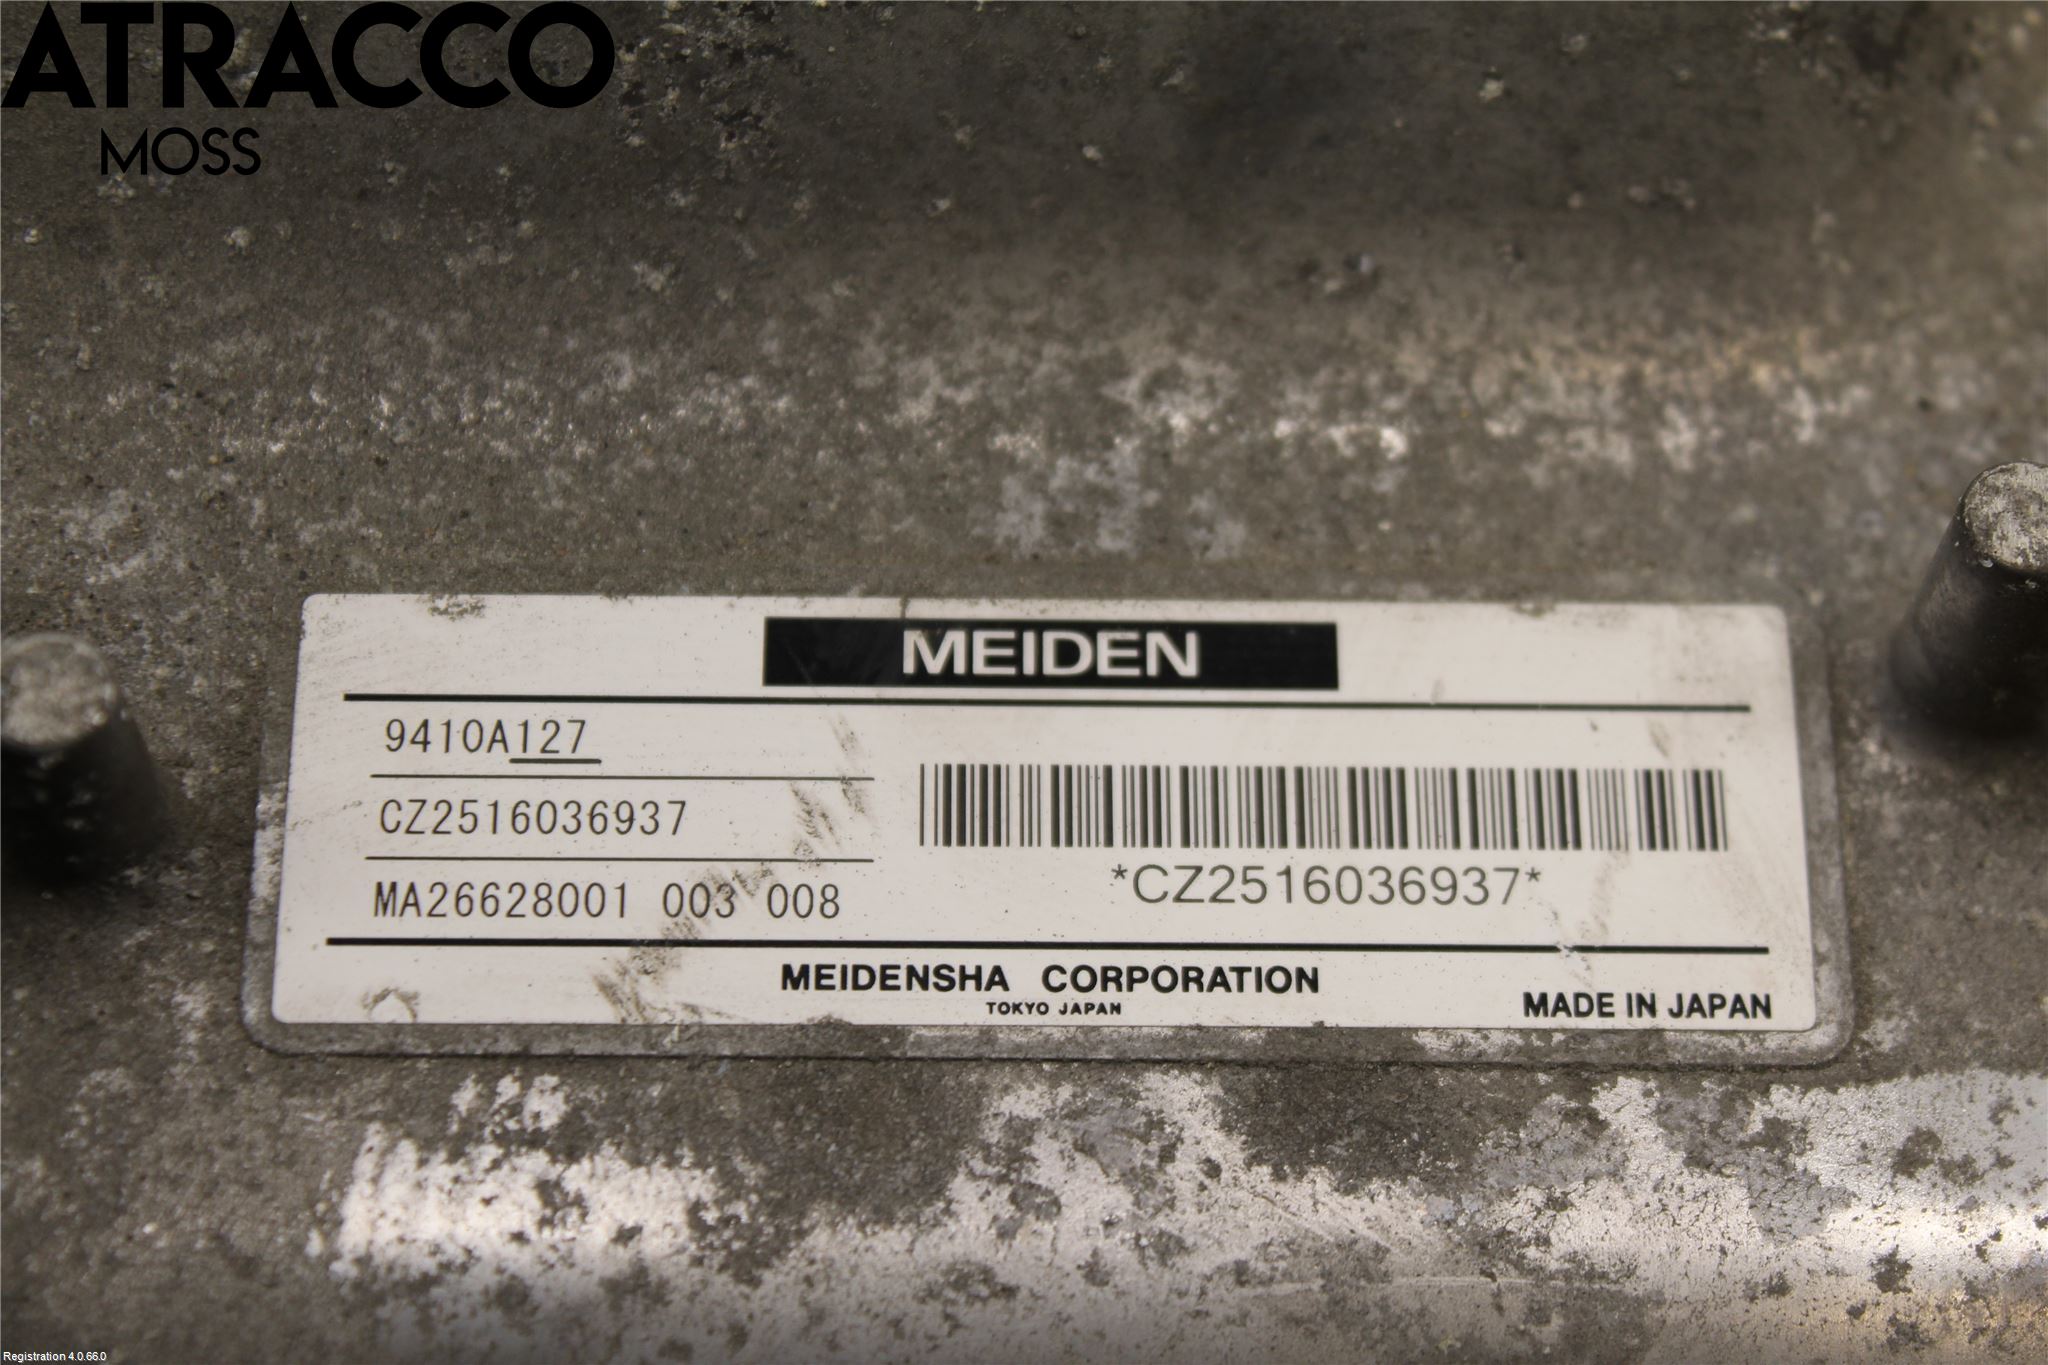 ATRACCO
MOSS
MEIDEN
9410A127
CZ2516036937
MA26628001 003 008
*CZ2516036937*
MEIDENSHA CORPORATION
TOKYO JAPAN
MADE IN JAPAN
Registration 4.0.66.0